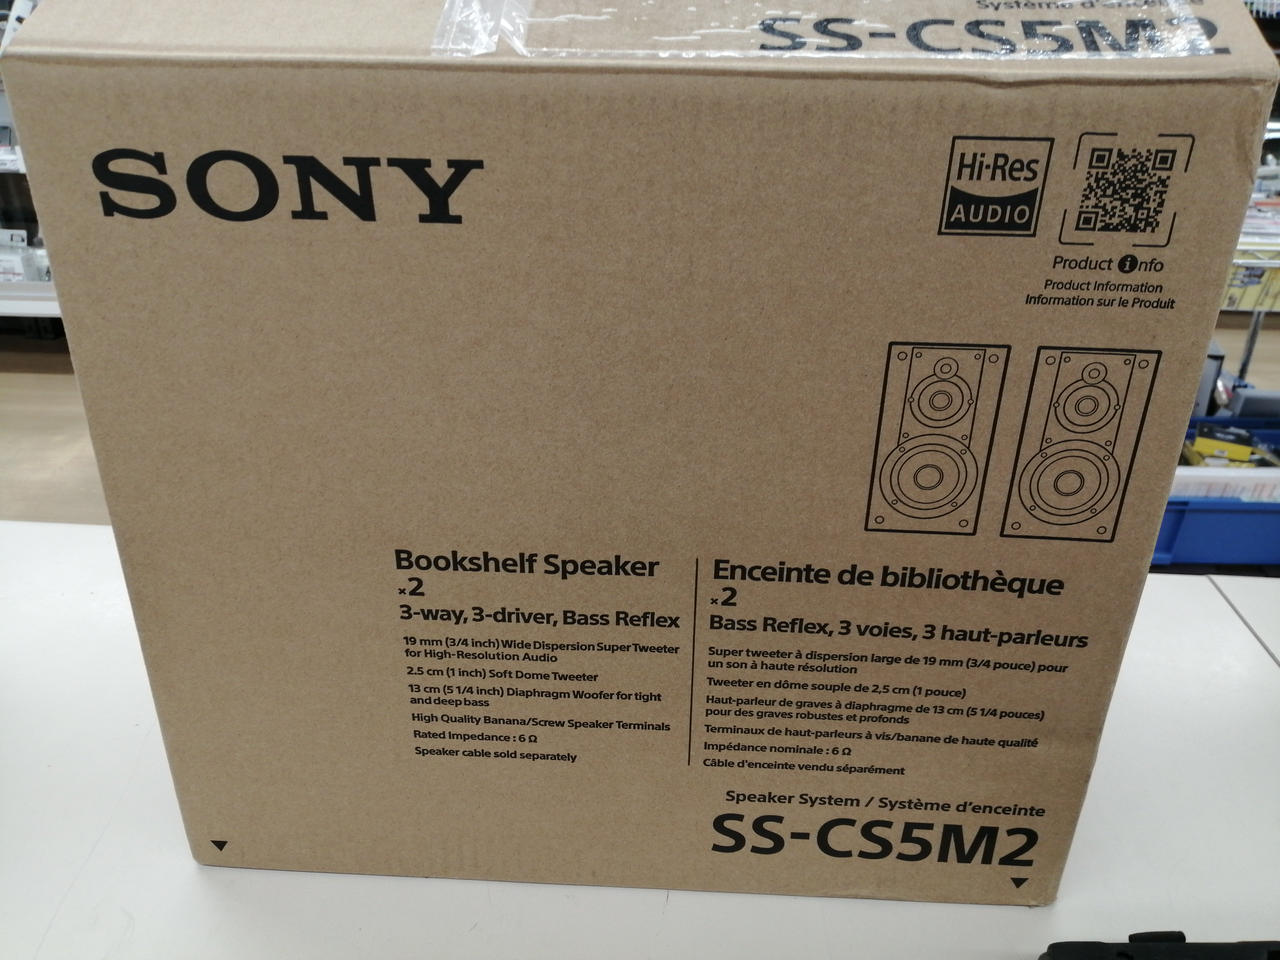 Système d'enceinte
SS-CS5M2
SONY
Hi-Res
AUDIO
Product info
Product Information
Information sur le Produit
Bookshelf Speaker
×2
3-way, 3-driver, Bass Reflex
19 mm (3/4 inch) Wide Dispersion Super Tweeter
for High-Resolution Audio
2.5 cm (1 inch) Soft Dome Tweeter
13 cm (5 1/4 inch) Diaphragm Woofer for tight
and deep bass
High Quality Banana/Screw Speaker Terminals
Rated Impedance : 6 Ω
Speaker cable sold separately
Enceinte de bibliothèque
×2
Bass Reflex, 3 voies, 3 haut-parleurs
Super tweeter à dispersion large de 19 mm (3/4 pouce) pour
un son à haute résolution
Tweeter en dôme souple de 2,5 cm (1 pouce)
Haut-parleur de graves à diaphragme de 13 cm (5 1/4 pouces)
pour des graves robustes et profonds
Terminaux de haut-parleurs à vis/banane de haute qualité
Impédance nominale : 6 Ω
Câble d'enceinte vendu séparément
Speaker System / Système d'enceinte
SS-CS5M2